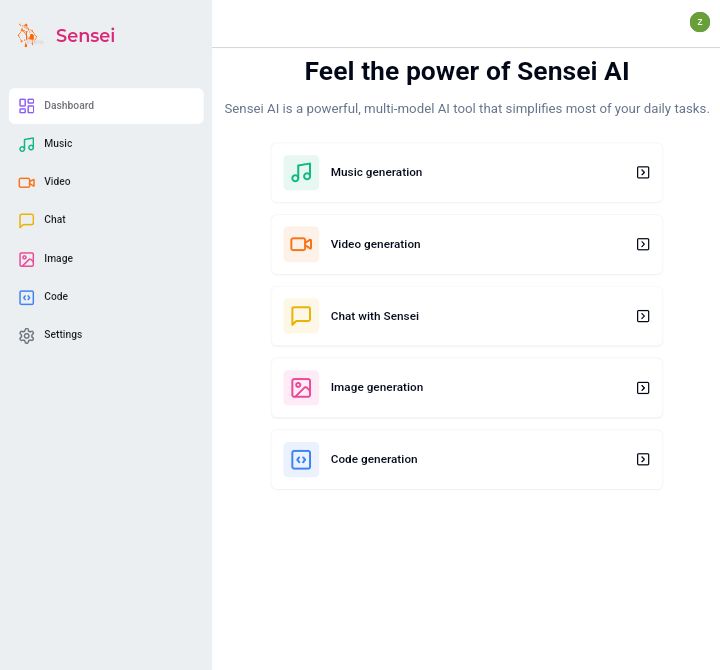 Sensei
Dashboard
Music
Video
Chat
Image
Code
Settings
Z
Feel the power of Sensei AI
Sensei AI is a powerful, multi-model AI tool that simplifies most of your daily tasks.
Music generation
Video generation
Chat with Sensei
Image generation
Code generation